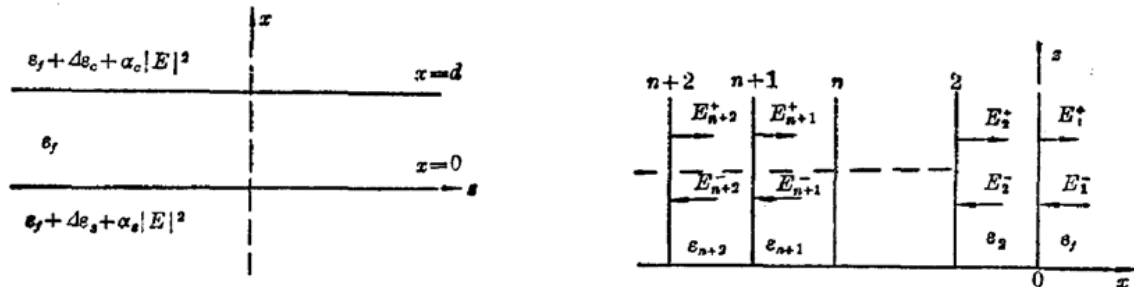 x
ε_f + Δε_c + α_c|E|²
x=d
ε_f
x=0
z
ε_f + Δε_s + α_s|E|²
z
n+2 n+1 n 2
E⁺_{n+2} E⁺_{n+1} E⁺_2 E⁺_1
E⁻_{n+2} E⁻_{n+1} E⁻_2 E⁻_1
ε_{n+2} ε_{n+1} ε_2 ε_f
0 x